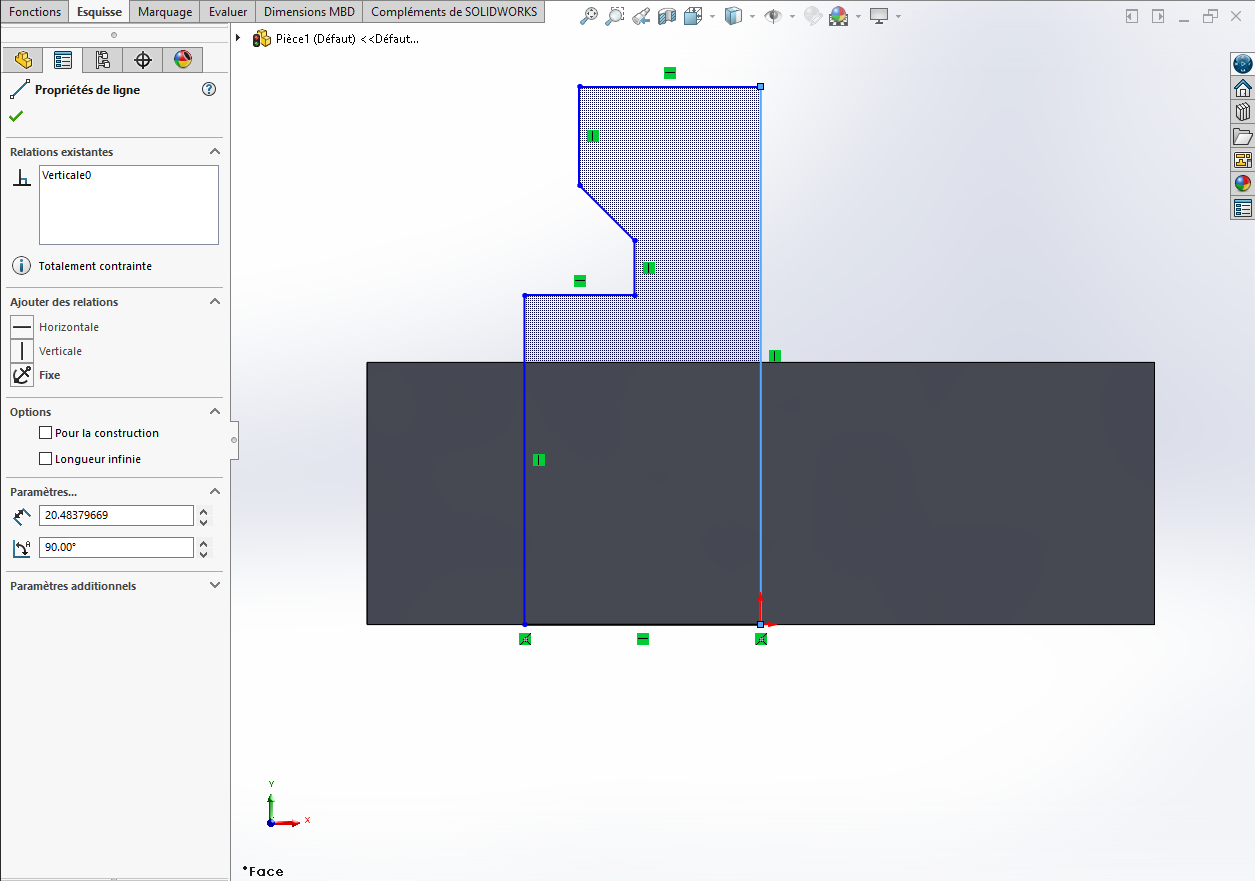 Fonctions Esquisse Marquage Evaluer Dimensions MBD Compléments de SOLIDWORKS
Pièce1 (Défaut) <<Défaut...
Propriétés de ligne
Relations existantes
Verticale0
Totalement contrainte
Ajouter des relations
Horizontale
Verticale
Fixe
Options
Pour la construction
Longueur infinie
Paramètres...
20.48379669
90.00°
Paramètres additionnels
Y
X
*Face